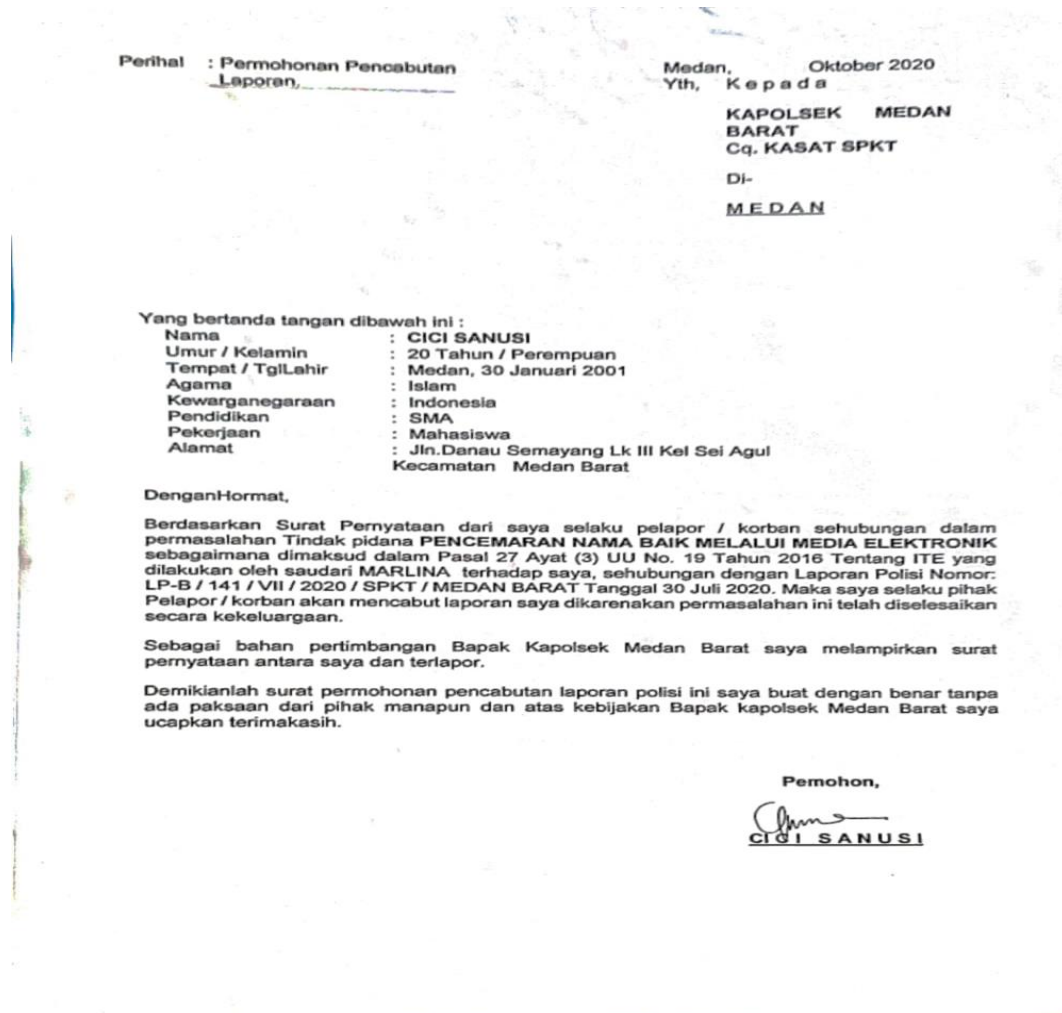 Perihal : Permohonan Pencabutan
Laporan,
Medan, Oktober 2020
Yth, K e p a d a
KAPOLSEK MEDAN
BARAT
Cq. KASAT SPKT
Di-
M E D A N
Yang bertanda tangan dibawah ini :
Nama : CICI SANUSI
Umur / Kelamin : 20 Tahun / Perempuan
Tempat / TglLahir : Medan, 30 Januari 2001
Agama : Islam
Kewarganegaraan : Indonesia
Pendidikan : SMA
Pekerjaan : Mahasiswa
Alamat : Jln.Danau Semayang Lk III Kel Sei Agul
Kecamatan Medan Barat
DenganHormat,
Berdasarkan Surat Pernyataan dari saya selaku pelapor / korban sehubungan dalam
permasalahan Tindak pidana PENCEMARAN NAMA BAIK MELALUI MEDIA ELEKTRONIK
sebagaimana dimaksud dalam Pasal 27 Ayat (3) UU No. 19 Tahun 2016 Tentang ITE yang
dilakukan oleh saudari MARLINA terhadap saya, sehubungan dengan Laporan Polisi Nomor:
LP-B / 141 / VII / 2020 / SPKT / MEDAN BARAT Tanggal 30 Juli 2020. Maka saya selaku pihak
Pelapor / korban akan mencabut laporan saya dikarenakan permasalahan ini telah diselesaikan
secara kekeluargaan.
Sebagai bahan pertimbangan Bapak Kapolsek Medan Barat saya melampirkan surat
pernyataan antara saya dan terlapor.
Demikianlah surat permohonan pencabutan laporan polisi ini saya buat dengan benar tanpa
ada paksaan dari pihak manapun dan atas kebijakan Bapak kapolsek Medan Barat saya
ucapkan terimakasih.
Pemohon,
CICI SANUSI